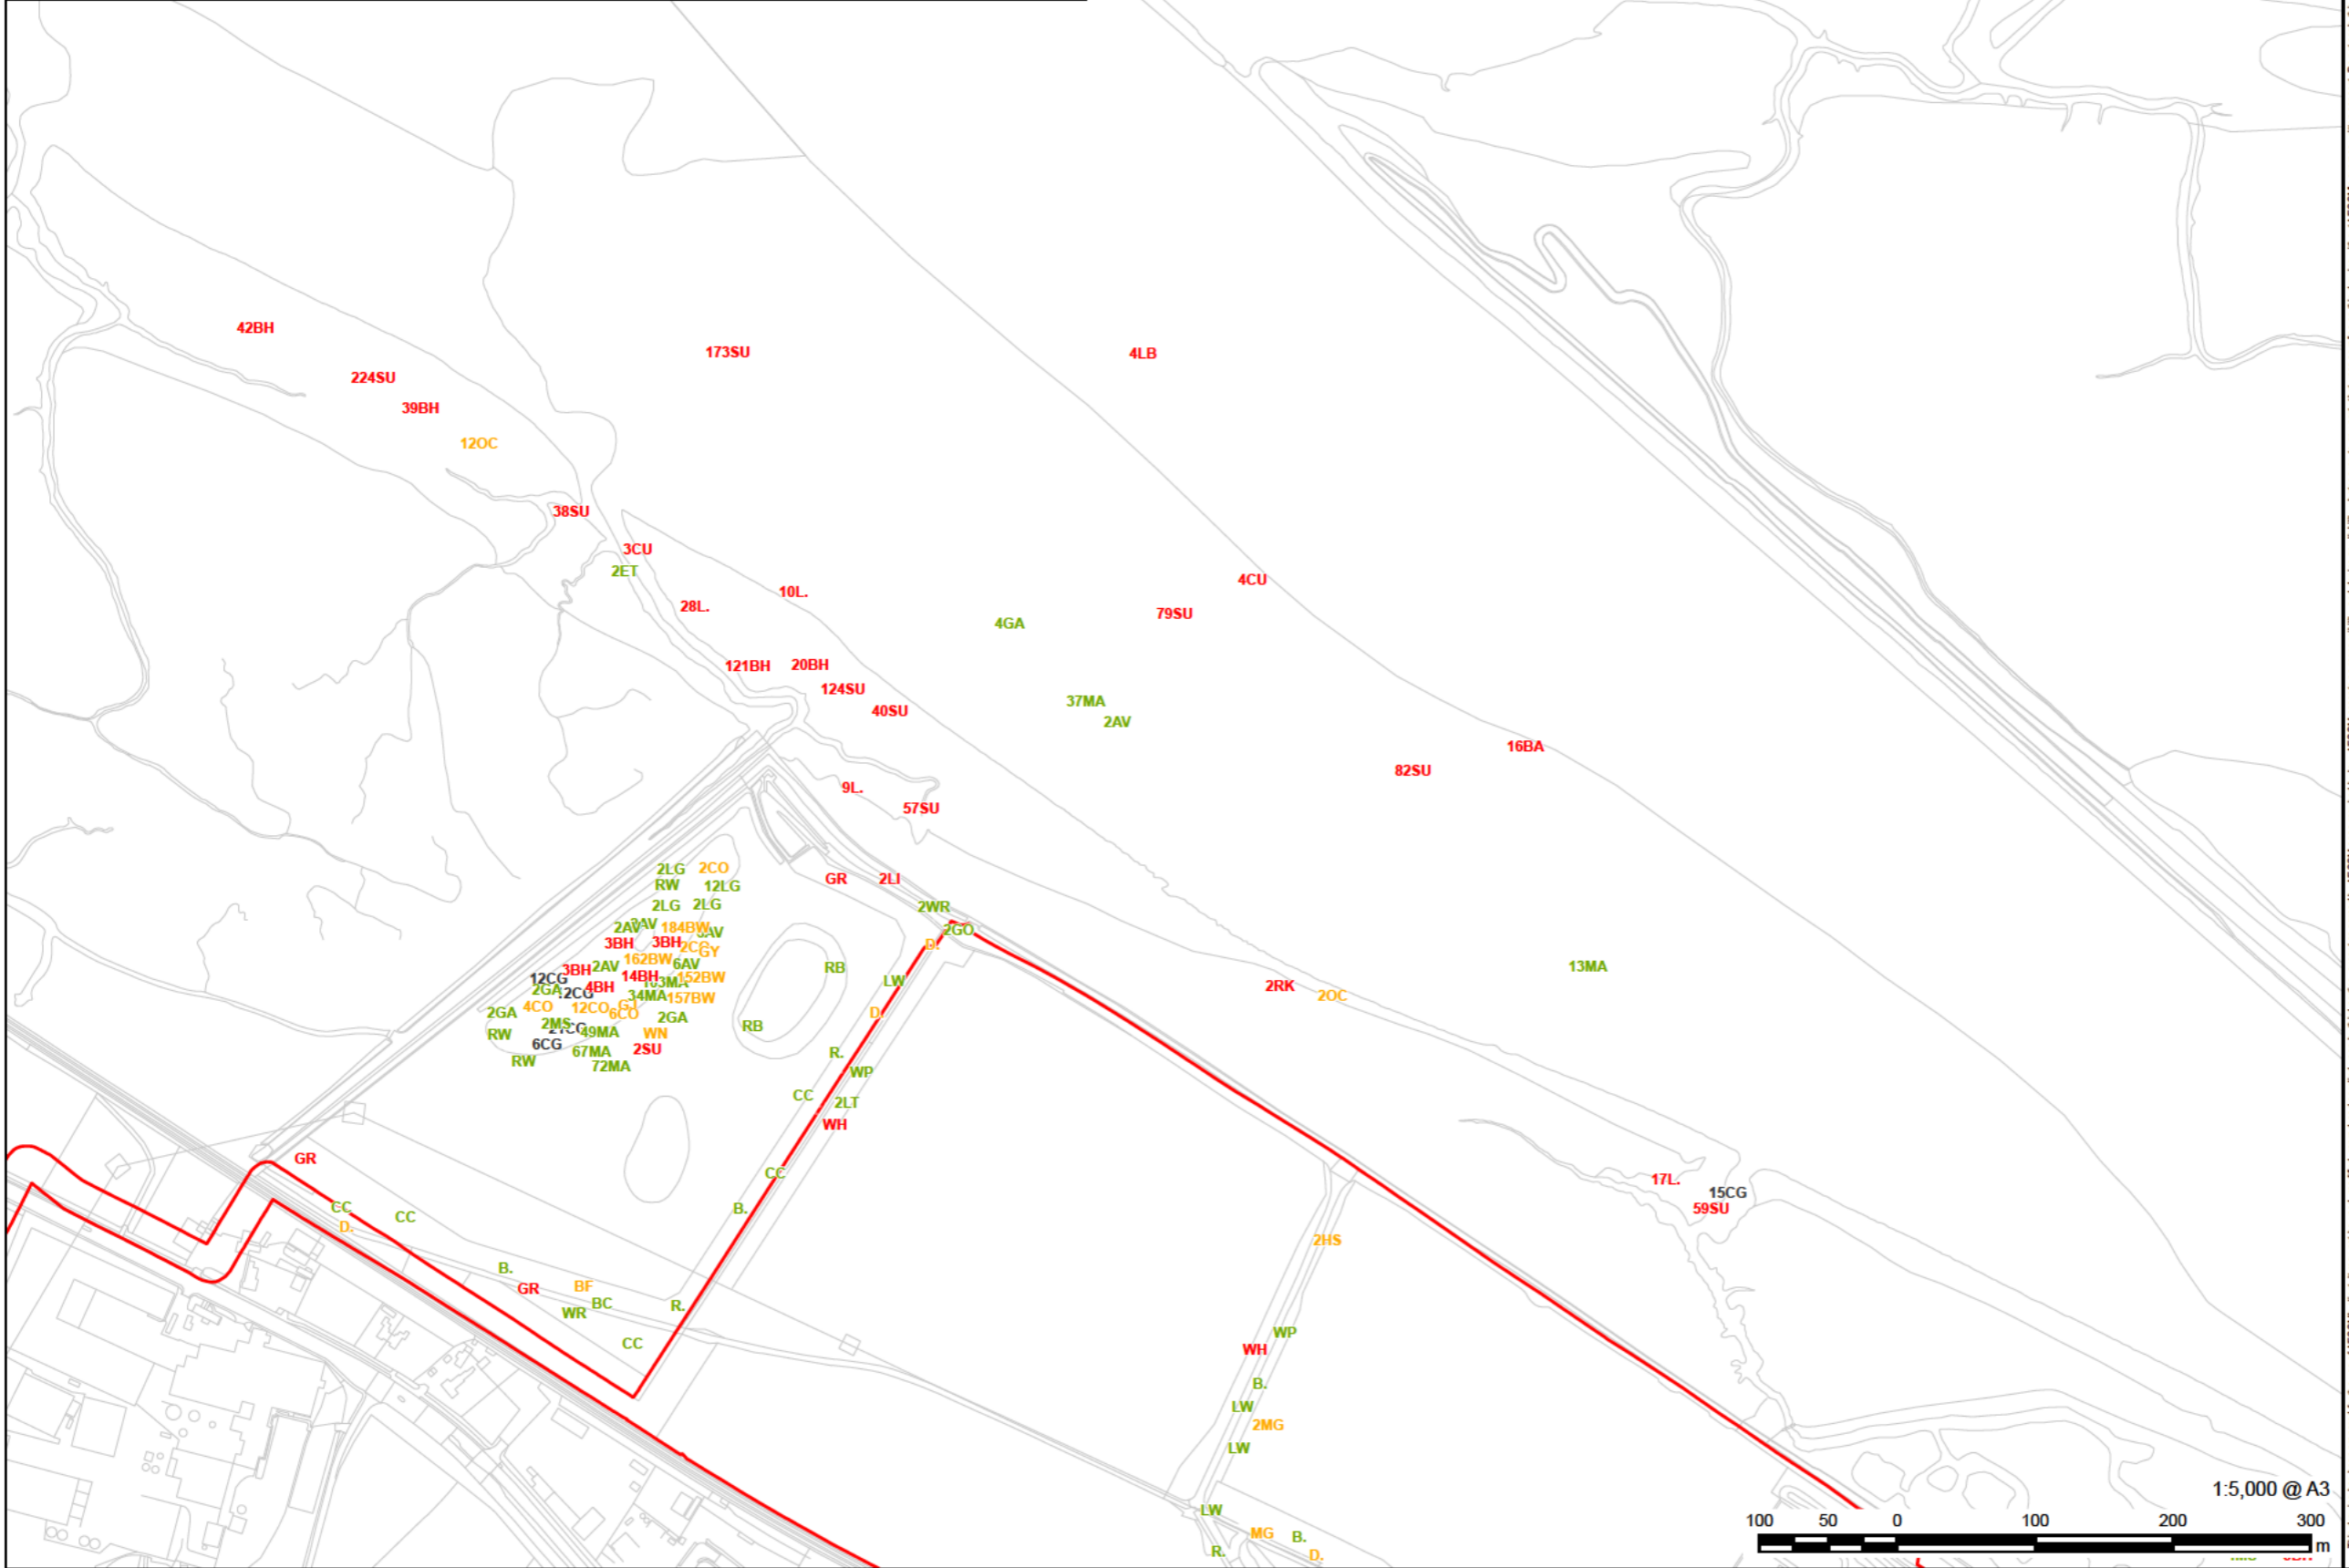 42BH
173SU
4LB
224SU
39BH
12OC
38SU
3CU
2ET
4CU
10L.
28L.
79SU
4GA
121BH
20BH
124SU
37MA
40SU
2AV
16BA
82SU
9L.
57SU
2LG
2CO
RW
12LG
GR
2LI
2LG
2LG
2WR
2AV
184BW
2GO
3BH
3BH
D.
GY
162BW
6AV
3BH
2AV
RB
13MA
12CG
14BH
152BW
LW
2RK
4BH
2GA
12CG
34MA
157BW
2OC
4CO
12CO
6CO
2GA
D.
2GA
2MS
21CG
RB
RW
49MA
WN
6CG
67MA
2SU
R.
RW
72MA
WP
CC
2LT
WH
GR
CC
17L.
15CG
CC
CC
B.
59SU
D.
2HS
B.
GR
BF
BC
WR
R.
WP
CC
WH
B.
LW
2MG
LW
1:5,000 @ A3
LW
100 50 0 100 200 300
MG
B.
m
R.
D.